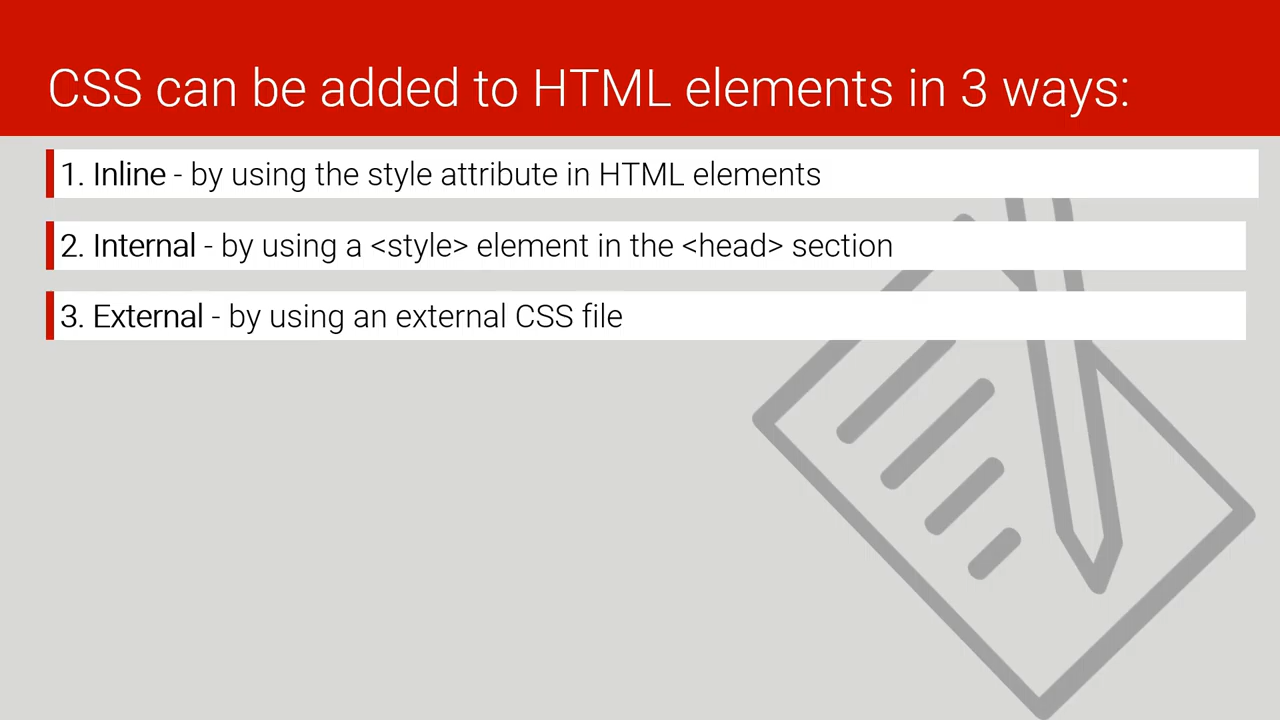 CSS can be added to HTML elements in 3 ways:
1. Inline - by using the style attribute in HTML elements
2. Internal - by using a <style> element in the <head> section
3. External - by using an external CSS file